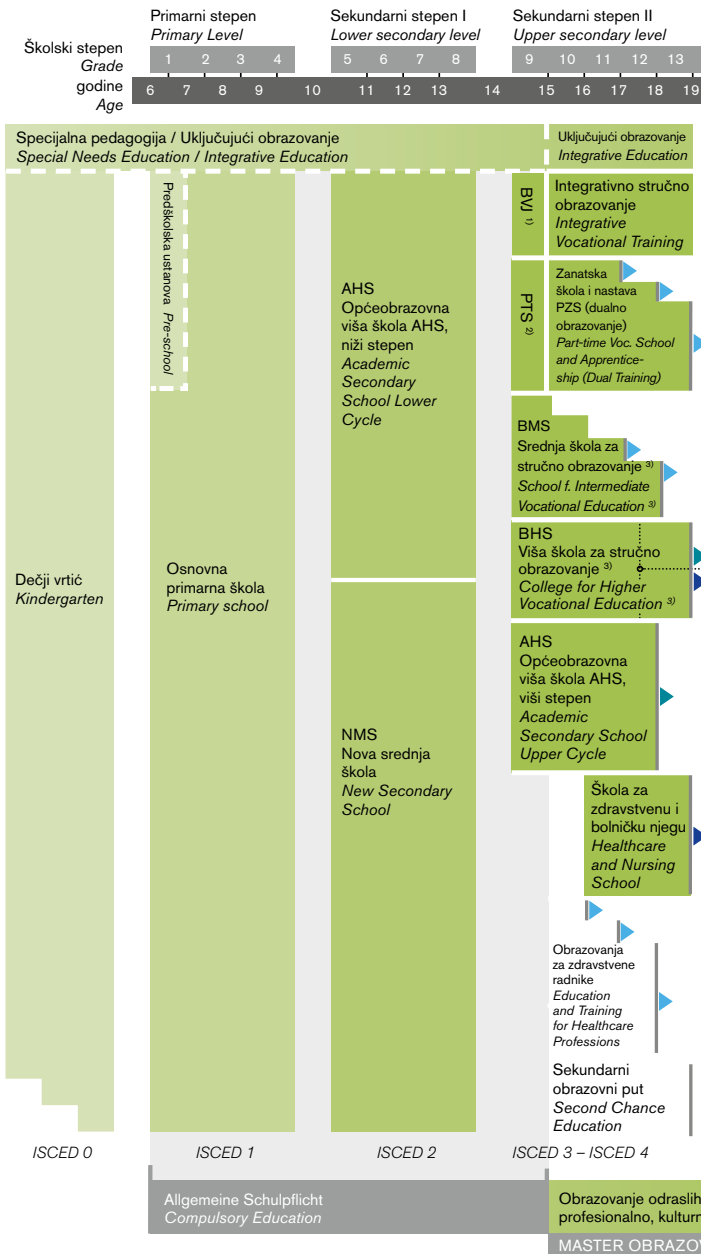 Primarni stepen
Primary Level
Sekundarni stepen I
Lower secondary level
Sekundarni stepen II
Upper secondary level
Školski stepen
Grade
1 2 3 4 5 6 7 8 9 10 11 12 13
godine
Age
6 7 8 9 10 11 12 13 14 15 16 17 18 19
Specijalna pedagogija / Uključujući obrazovanje
Special Needs Education / Integrative Education
Uključujući obrazovanje
Integrative Education
Dečji vrtić
Kindergarten
Predškolska ustanova Pre-school
Osnovna
primarna škola
Primary school
AHS
Općeobrazovna
viša škola AHS,
niži stepen
Academic
Secondary
School Lower
Cycle
NMS
Nova srednja
škola
New Secondary
School
BVJ 1)
Integrativno stručno
obrazovanje
Integrative
Vocational Training
PTS 2)
Zanatska
škola i nastava
PZS (dualno
obrazovanje)
Part-time Voc. School
and Apprentice-
ship (Dual Training)
BMS
Srednja škola za
stručno obrazovanje 3)
School f. Intermediate
Vocational Education 3)
BHS
Viša škola za stručno
obrazovanje 3)
College for Higher
Vocational Education 3)
AHS
Općeobrazovna
viša škola AHS,
viši stepen
Academic
Secondary School
Upper Cycle
Škola za
zdravstvenu i
bolničku njegu
Healthcare
and Nursing
School
Obrazovanja
za zdravstvene
radnike
Education
and Training
for Healthcare
Professions
Sekundarni
obrazovni put
Second Chance
Education
ISCED 0
ISCED 1
ISCED 2
ISCED 3 – ISCED 4
Allgemeine Schulpflicht
Compulsory Education
Obrazovanje odraslih
profesionalno, kulturn
MASTER OBRAZOV